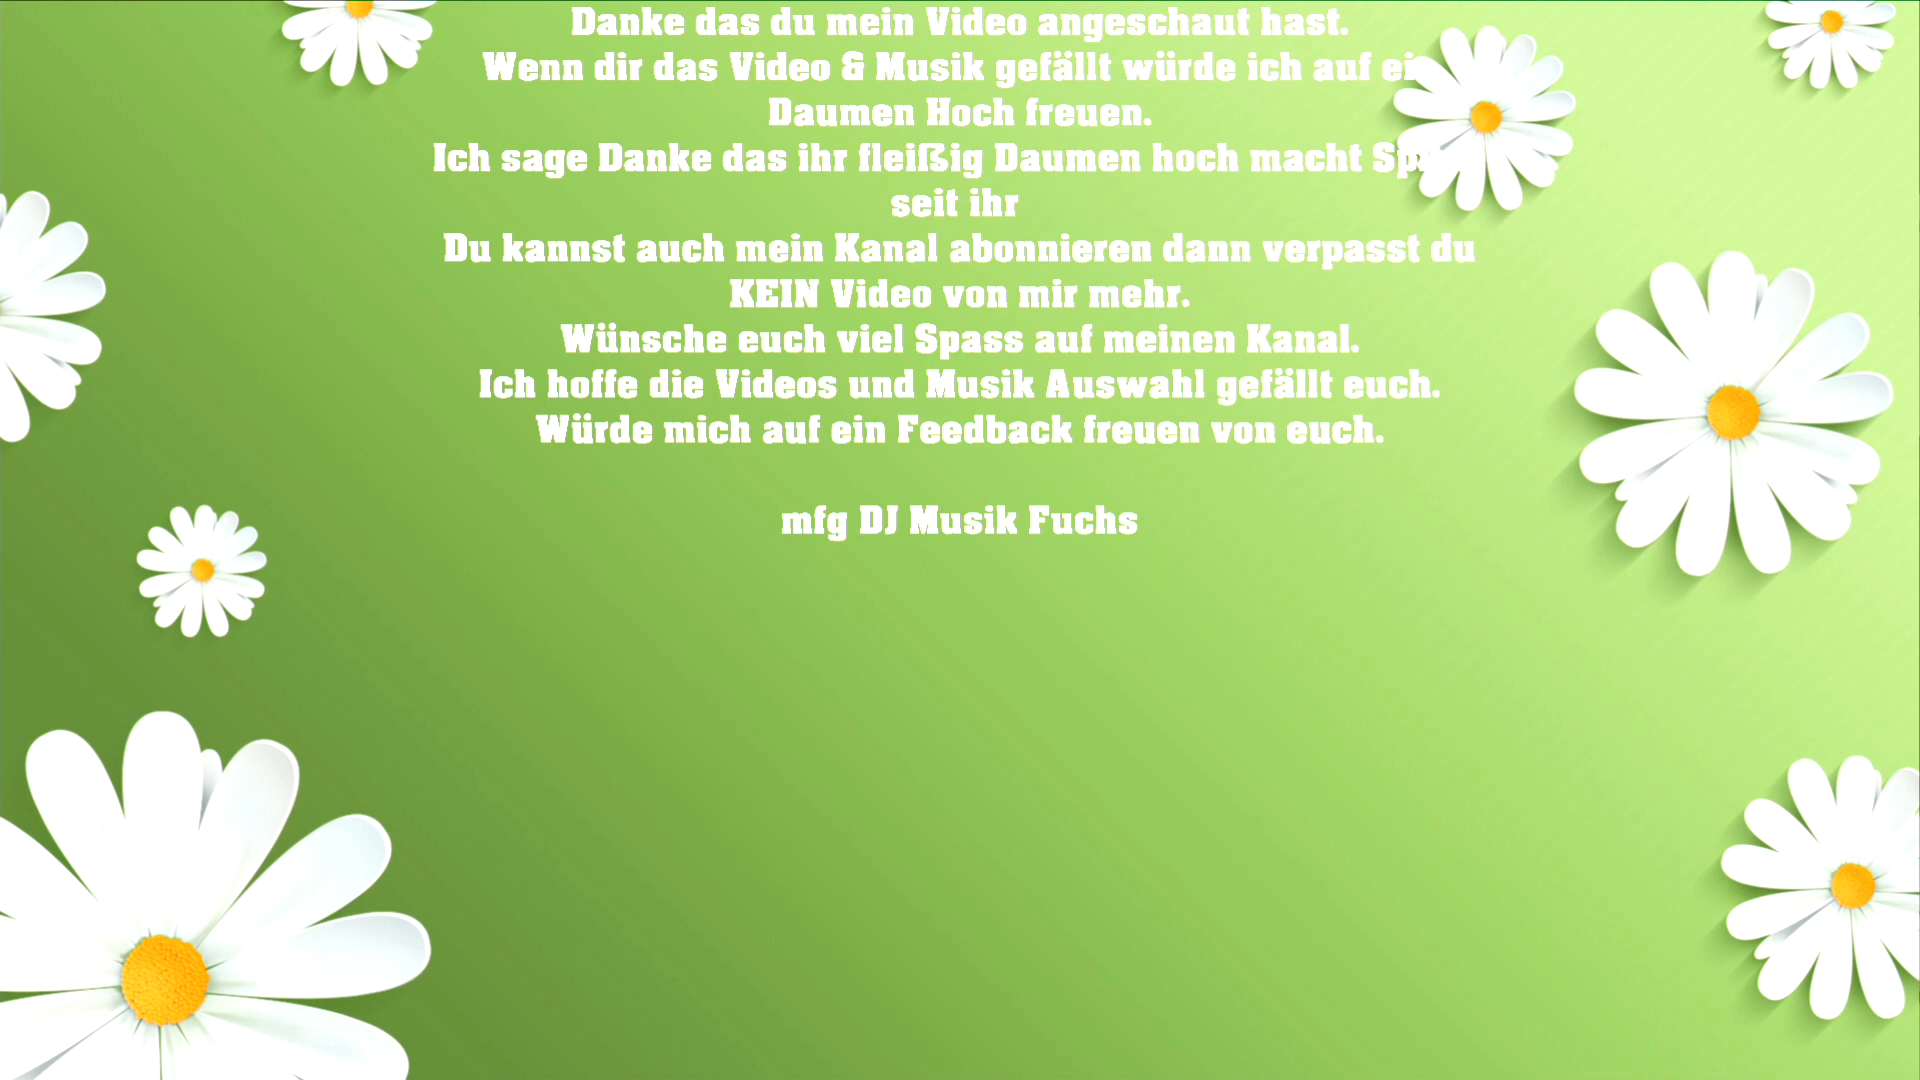 Danke das du mein Video angeschaut hast.
Wenn dir das Video & Musik gefällt würde ich auf
Daumen Hoch freuen.
Ich sage Danke das ihr fleißig Daumen hoch macht
seit ihr
Du kannst auch mein Kanal abonnieren dann verpasst du
KEIN Video von mir mehr.
Wünsche euch viel Spass auf meinen Kanal.
Ich hoffe die Videos und Musik Auswahl gefällt euch.
Würde mich auf ein Feedback freuen von euch.
mfg DJ Musik Fuchs